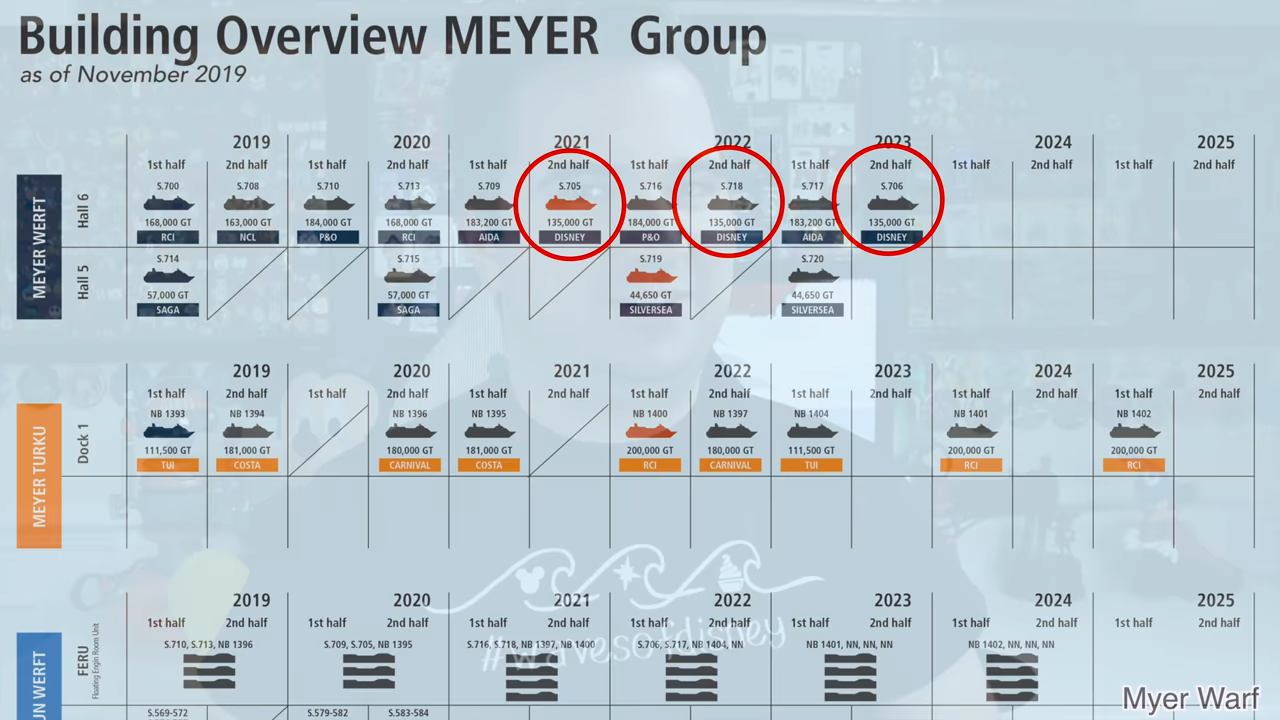 Building Overview MEYER Group
as of November 2019
2019 2020 2021 2022 2023 2024 2025
1st half 2nd half 1st half 2nd half 1st half 2nd half 1st half 2nd half 1st half 2nd half 1st half 2nd half 1st half 2nd half
MEYER WERFT
Hall 6
S.700 S.708 S.710 S.713 S.709 S.705 S.716 S.718 S.717 S.706
168,000 GT 163,000 GT 184,000 GT 168,000 GT 183,200 GT 135,000 GT 184,000 GT 135,000 GT 183,200 GT 135,000 GT
RCI NCL P&O RCI AIDA DISNEY P&O DISNEY AIDA DISNEY
Hall 5
S.714 S.715 S.719 S.720
57,000 GT 57,000 GT 44,650 GT 44,650 GT
SAGA SAGA SILVERSEA SILVERSEA
2019 2020 2021 2022 2023 2024 2025
1st half 2nd half 1st half 2nd half 1st half 2nd half 1st half 2nd half 1st half 2nd half 1st half 2nd half 1st half 2nd half
MEYER TURKU
Dock 1
NB 1393 NB 1394 NB 1396 NB 1395 NB 1400 NB 1397 NB 1404 NB 1401 NB 1402
111,500 GT 181,000 GT 180,000 GT 181,000 GT 200,000 GT 180,000 GT 111,500 GT 200,000 GT 200,000 GT
TUI COSTA CARNIVAL COSTA RCI CARNIVAL TUI RCI RCI
2019 2020 2021 2022 2023 2024 2025
1st half 2nd half 1st half 2nd half 1st half 2nd half 1st half 2nd half 1st half 2nd half 1st half 2nd half 1st half 2nd half
UN WERFT
FERU
Floating Engin Room Unit
S.710, S.713, NB 1396 S.709, S.705, NB 1395 S.716, S.718, NB 1397, NB 1400 S.706, S.717, NB 1404, NN NB 1401, NN, NN, NN NB 1402, NN, NN, NN
#wavesofdisney
S.569-572 S.579-582 S.583-584
Myer Warf